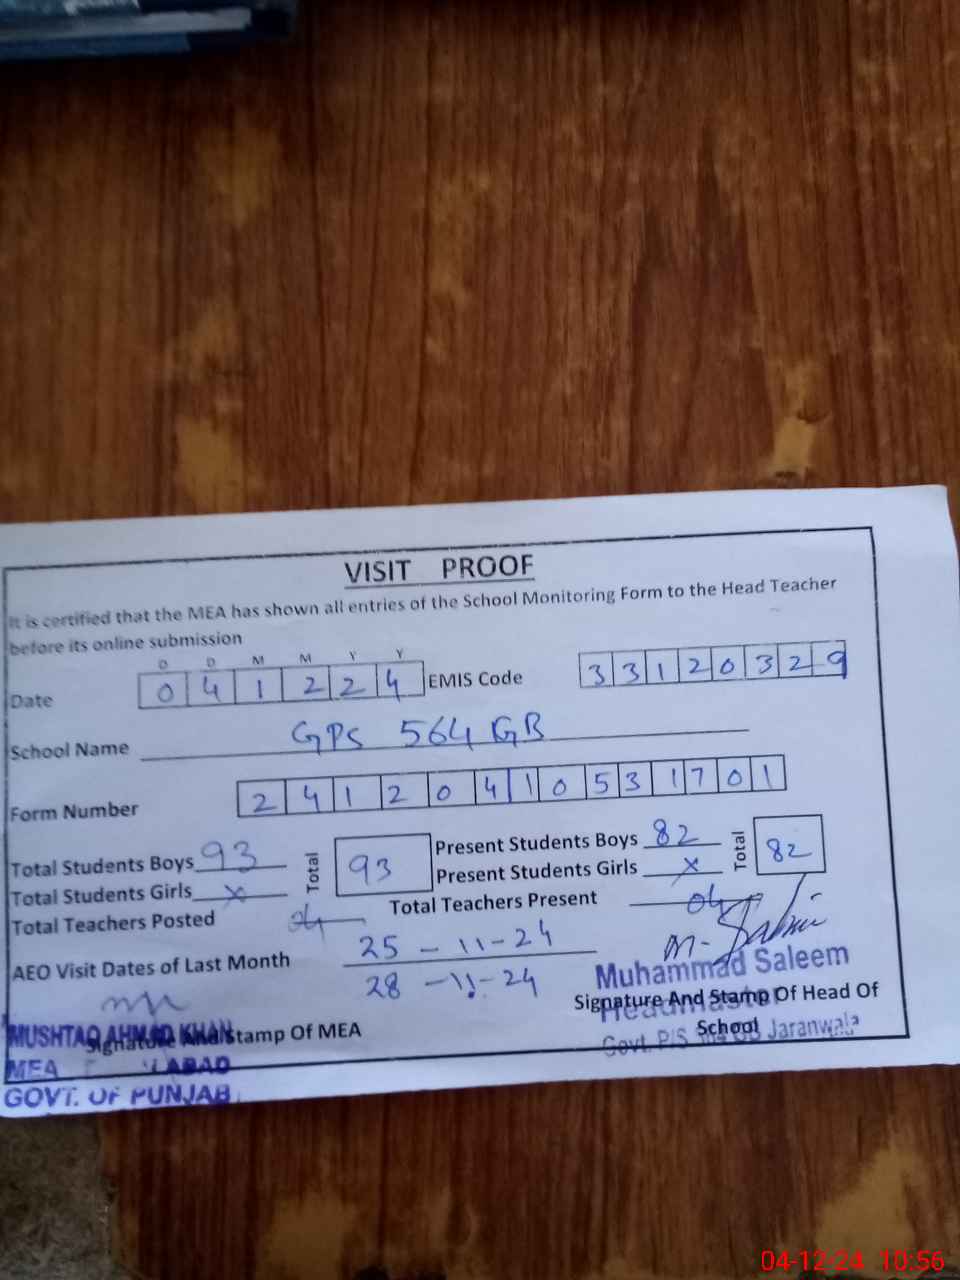 VISIT PROOF
It is certified that the MEA has shown all entries of the School Monitoring Form to the Head Teacher
before its online submission
D D M M Y Y
Date 0 4 1 2 2 4 EMIS Code 3 3 1 2 0 3 2 9
School Name GPS 564 GB
Form Number 2 4 1 2 0 4 1 0 5 3 1 7 0 1
Total Students Boys 93 Total 93 Present Students Boys 82 Total 82
Total Students Girls x Present Students Girls x
Total Teachers Posted 04 Total Teachers Present 04
AEO Visit Dates of Last Month 25-11-24
28-11-24
Muhammad Saleem
Signature And Stamp Of Head Of
School
Headmaster
Govt. P/S GB Jaranwala
Signature And Stamp Of MEA
MUSHTAQ AHMAD KHAN
MEA
GOVT. OF PUNJAB
04-12-24 10:56